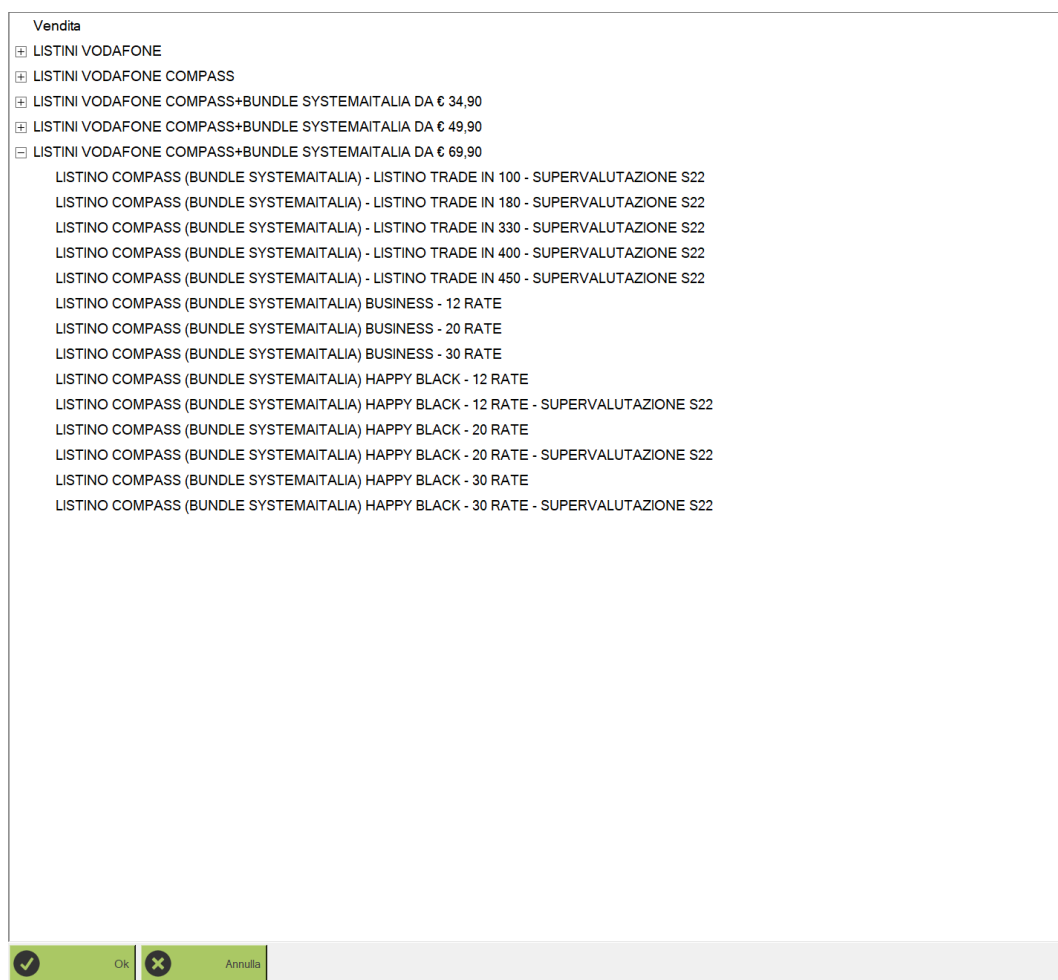 Vendita
LISTINI VODAFONE
LISTINI VODAFONE COMPASS
LISTINI VODAFONE COMPASS+BUNDLE SYSTEMAITALIA DA € 34,90
LISTINI VODAFONE COMPASS+BUNDLE SYSTEMAITALIA DA € 49,90
LISTINI VODAFONE COMPASS+BUNDLE SYSTEMAITALIA DA € 69,90
LISTINO COMPASS (BUNDLE SYSTEMAITALIA) - LISTINO TRADE IN 100 - SUPERVALUTAZIONE S22
LISTINO COMPASS (BUNDLE SYSTEMAITALIA) - LISTINO TRADE IN 180 - SUPERVALUTAZIONE S22
LISTINO COMPASS (BUNDLE SYSTEMAITALIA) - LISTINO TRADE IN 330 - SUPERVALUTAZIONE S22
LISTINO COMPASS (BUNDLE SYSTEMAITALIA) - LISTINO TRADE IN 400 - SUPERVALUTAZIONE S22
LISTINO COMPASS (BUNDLE SYSTEMAITALIA) - LISTINO TRADE IN 450 - SUPERVALUTAZIONE S22
LISTINO COMPASS (BUNDLE SYSTEMAITALIA) BUSINESS - 12 RATE
LISTINO COMPASS (BUNDLE SYSTEMAITALIA) BUSINESS - 20 RATE
LISTINO COMPASS (BUNDLE SYSTEMAITALIA) BUSINESS - 30 RATE
LISTINO COMPASS (BUNDLE SYSTEMAITALIA) HAPPY BLACK - 12 RATE
LISTINO COMPASS (BUNDLE SYSTEMAITALIA) HAPPY BLACK - 12 RATE - SUPERVALUTAZIONE S22
LISTINO COMPASS (BUNDLE SYSTEMAITALIA) HAPPY BLACK - 20 RATE
LISTINO COMPASS (BUNDLE SYSTEMAITALIA) HAPPY BLACK - 20 RATE - SUPERVALUTAZIONE S22
LISTINO COMPASS (BUNDLE SYSTEMAITALIA) HAPPY BLACK - 30 RATE
LISTINO COMPASS (BUNDLE SYSTEMAITALIA) HAPPY BLACK - 30 RATE - SUPERVALUTAZIONE S22
Ok Annulla